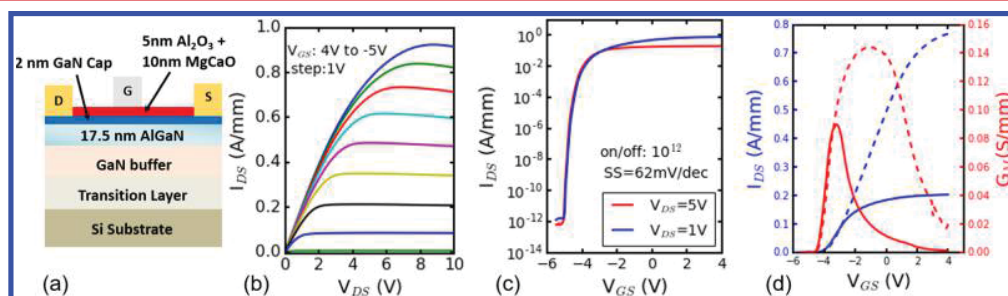 5nm Al₂O₃ +
10nm MgCaO
2 nm GaN Cap
G
D
S
17.5 nm AlGaN
GaN buffer
Transition Layer
Si Substrate
(a)
I_DS (A/mm)
1.0
0.8
0.6
0.4
0.2
0.0
V_GS: 4V to -5V
step:1V
0 2 4 6 8 10
V_DS (V)
(b)
I_DS (A/mm)
10⁰
10⁻²
10⁻⁴
10⁻⁶
10⁻⁸
10⁻¹⁰
10⁻¹²
10⁻¹⁴
on/off: 10¹²
SS=62mV/dec
V_DS=5V
V_DS=1V
−6 −4 −2 0 2 4
V_GS (V)
(c)
I_DS (A/mm)
0.8
0.7
0.6
0.5
0.4
0.3
0.2
0.1
0.0
0.16
0.14
0.12
0.10
0.08
0.06
0.04
0.02
0.00
(S/mm)
−6 −4 −2 0 2 4 6
V_GS (V)
(d)